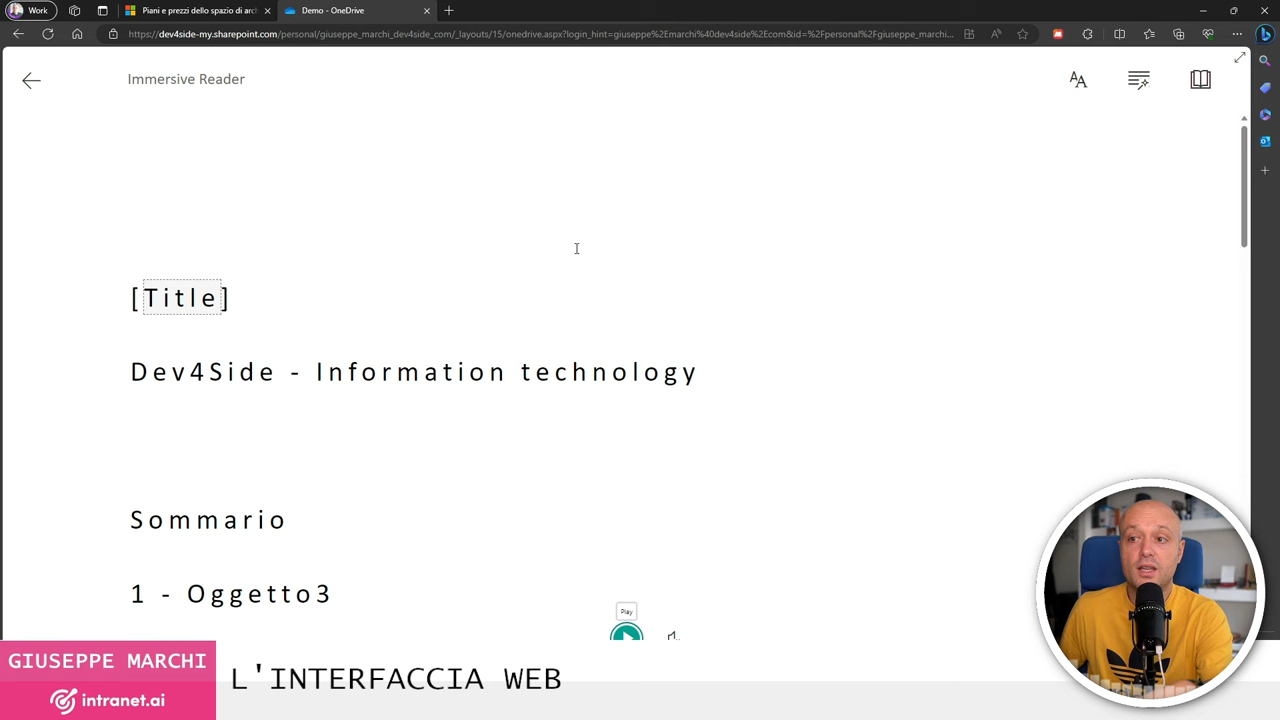 Work
Piani e prezzi dello spazio di arch
Demo - OneDrive
https://dev4side-my.sharepoint.com/personal/giuseppe_marchi_dev4side_com/_layouts/15/onedrive.aspx?login_hint=giuseppe%2Emarchi%40dev4side%2Ecom&id=%2Fpersonal%2Fgiuseppe_marchi...
Immersive Reader
[Title]
Dev4Side - Information technology
Sommario
1 - Oggetto3
Play
GIUSEPPE MARCHI
intranet.ai
L'INTERFACCIA WEB